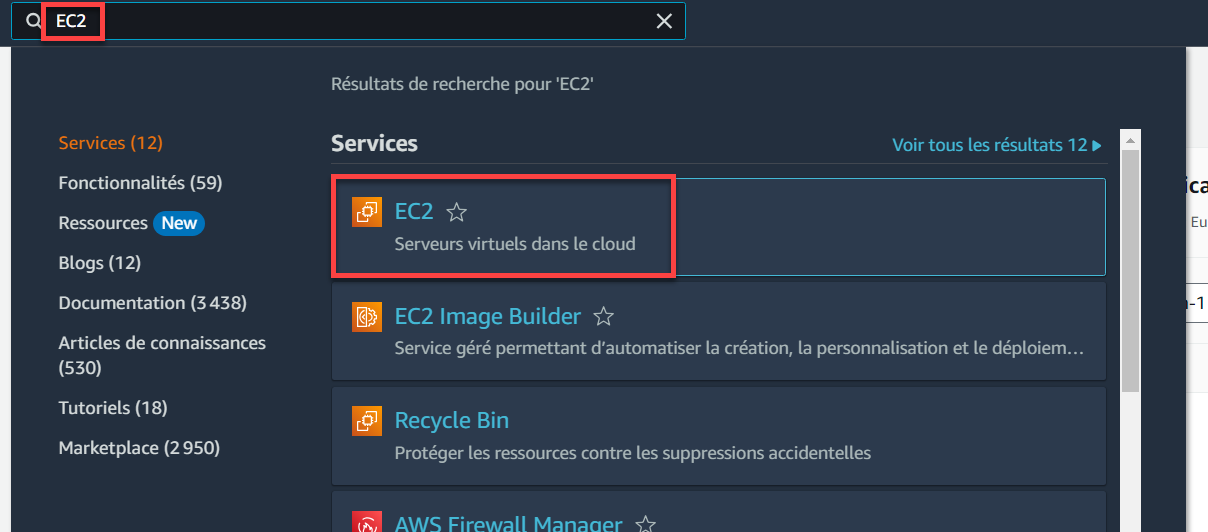 EC2
Résultats de recherche pour 'EC2'
Services (12)
Fonctionnalités (59)
Ressources New
Blogs (12)
Documentation (3 438)
Articles de connaissances
(530)
Tutoriels (18)
Marketplace (2 950)
Services
Voir tous les résultats 12
EC2
Serveurs virtuels dans le cloud
EC2 Image Builder
Service géré permettant d'automatiser la création, la personnalisation et le déploiem…
Recycle Bin
Protéger les ressources contre les suppressions accidentelles
AWS Firewall Manager